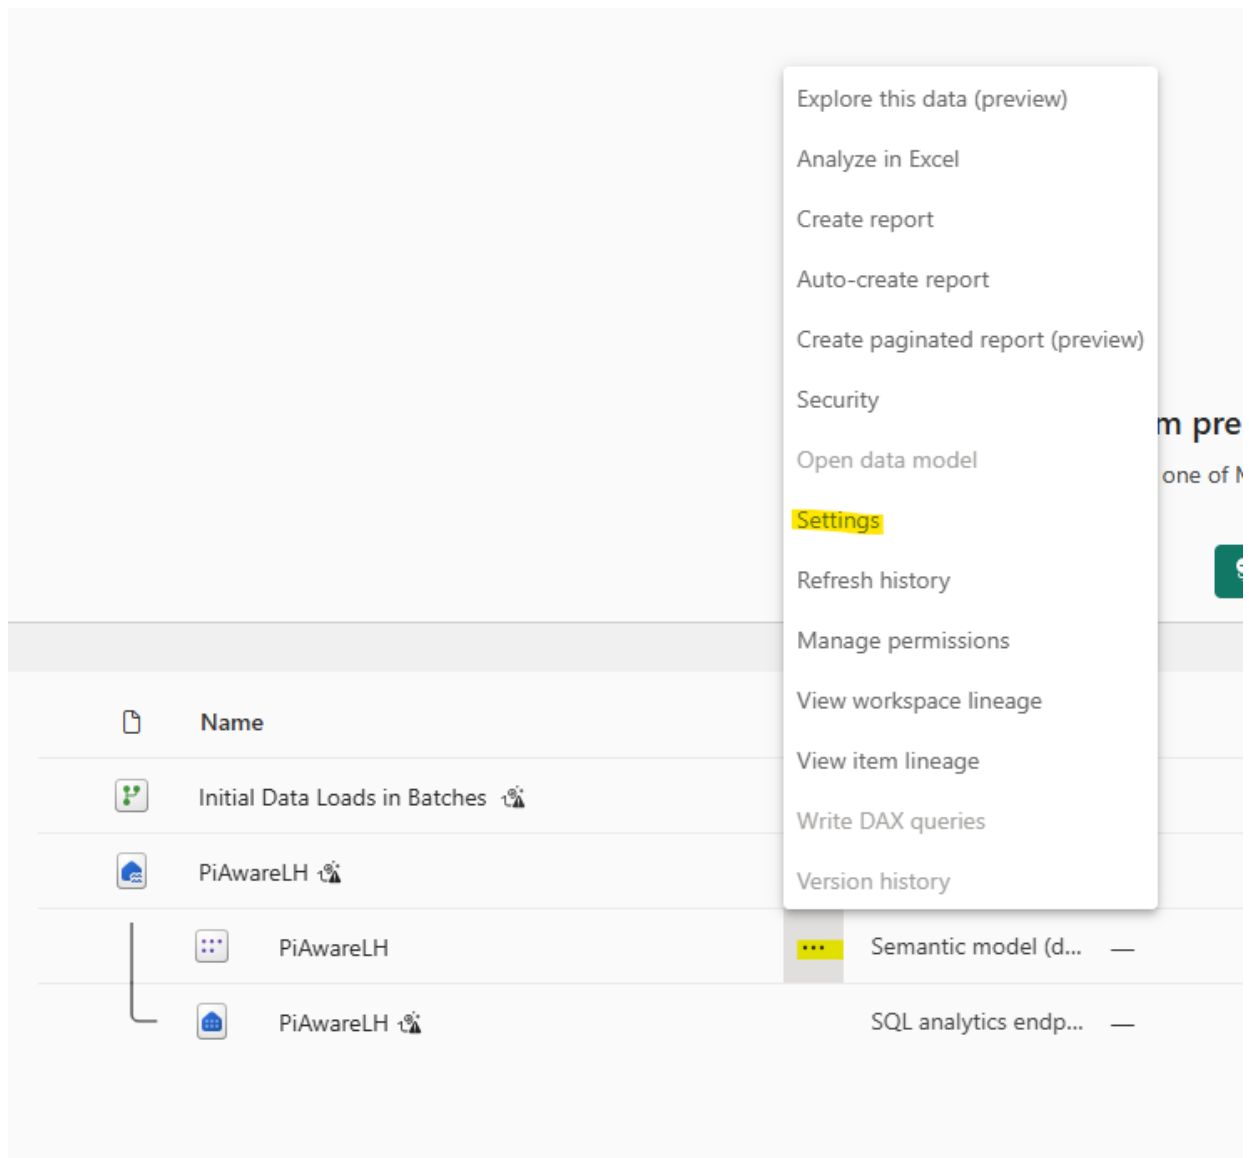 Explore this data (preview)
Analyze in Excel
Create report
Auto-create report
Create paginated report (preview)
Security
Open data model
Settings
Refresh history
Manage permissions
View workspace lineage
View item lineage
Write DAX queries
Version history
m pre
one of
Name
Initial Data Loads in Batches
PiAwareLH
PiAwareLH
... Semantic model (d... —
PiAwareLH
SQL analytics endp... —